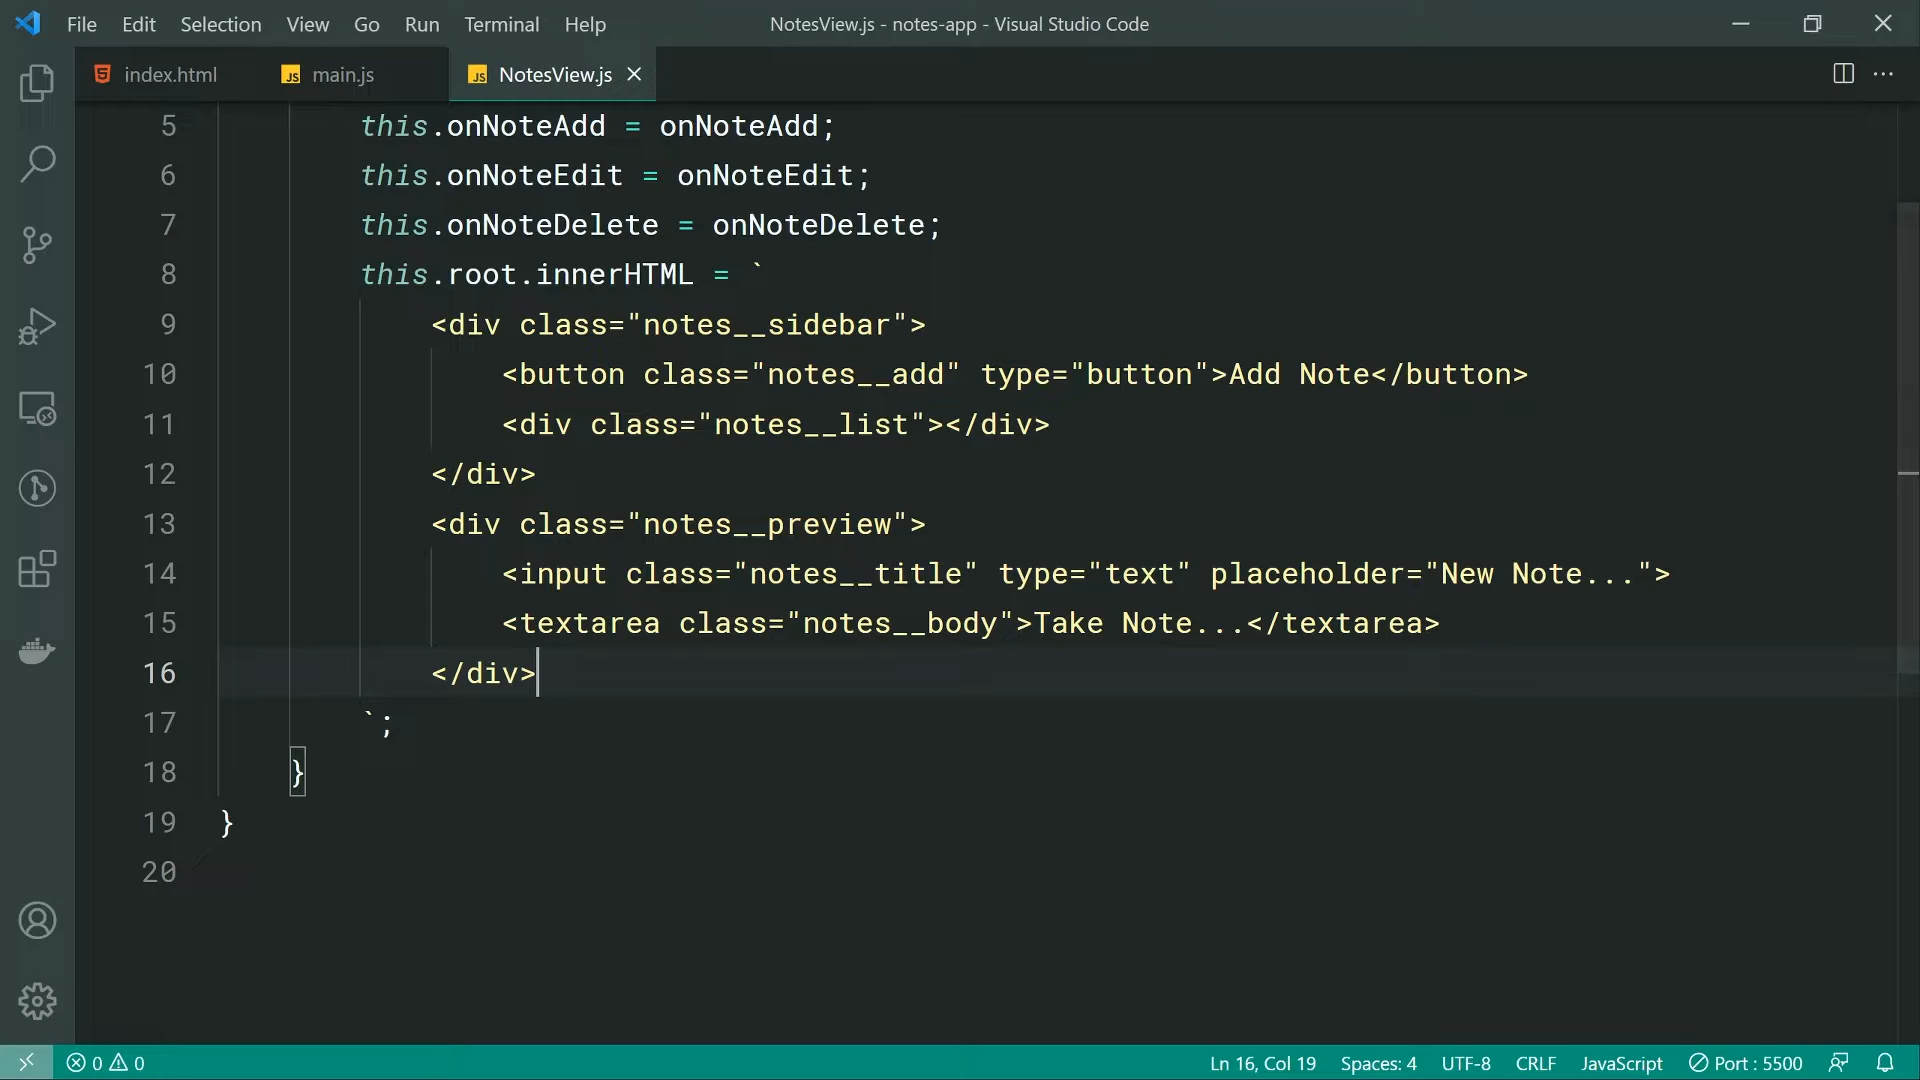 File Edit Selection View Go Run Terminal Help NotesView.js - notes-app - Visual Studio Code
index.html JS main.js JS NotesView.js
5 this.onNoteAdd = onNoteAdd;
6 this.onNoteEdit = onNoteEdit;
7 this.onNoteDelete = onNoteDelete;
8 this.root.innerHTML = `
9 <div class="notes__sidebar">
10 <button class="notes__add" type="button">Add Note</button>
11 <div class="notes__list"></div>
12 </div>
13 <div class="notes__preview">
14 <input class="notes__title" type="text" placeholder="New Note...">
15 <textarea class="notes__body">Take Note...</textarea>
16 </div>
17 `;
18 }
19 }
20
0 0 Ln 16, Col 19 Spaces: 4 UTF-8 CRLF JavaScript Port : 5500